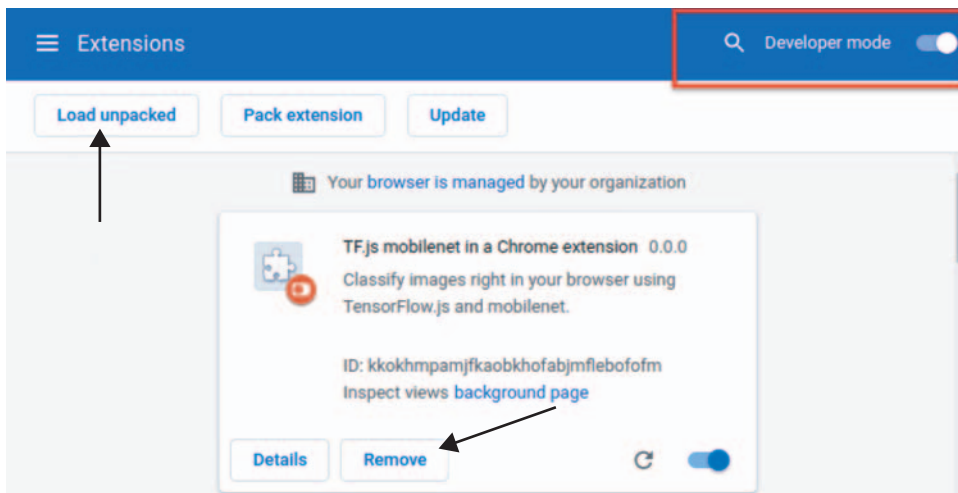 Extensions
Developer mode
Load unpacked
Pack extension
Update
Your browser is managed by your organization
TF.js mobilenet in a Chrome extension 0.0.0
Classify images right in your browser using
TensorFlow.js and mobilenet.
ID: kkokhmpamjfkaobkhofabjmflebofofm
Inspect views background page
Details
Remove